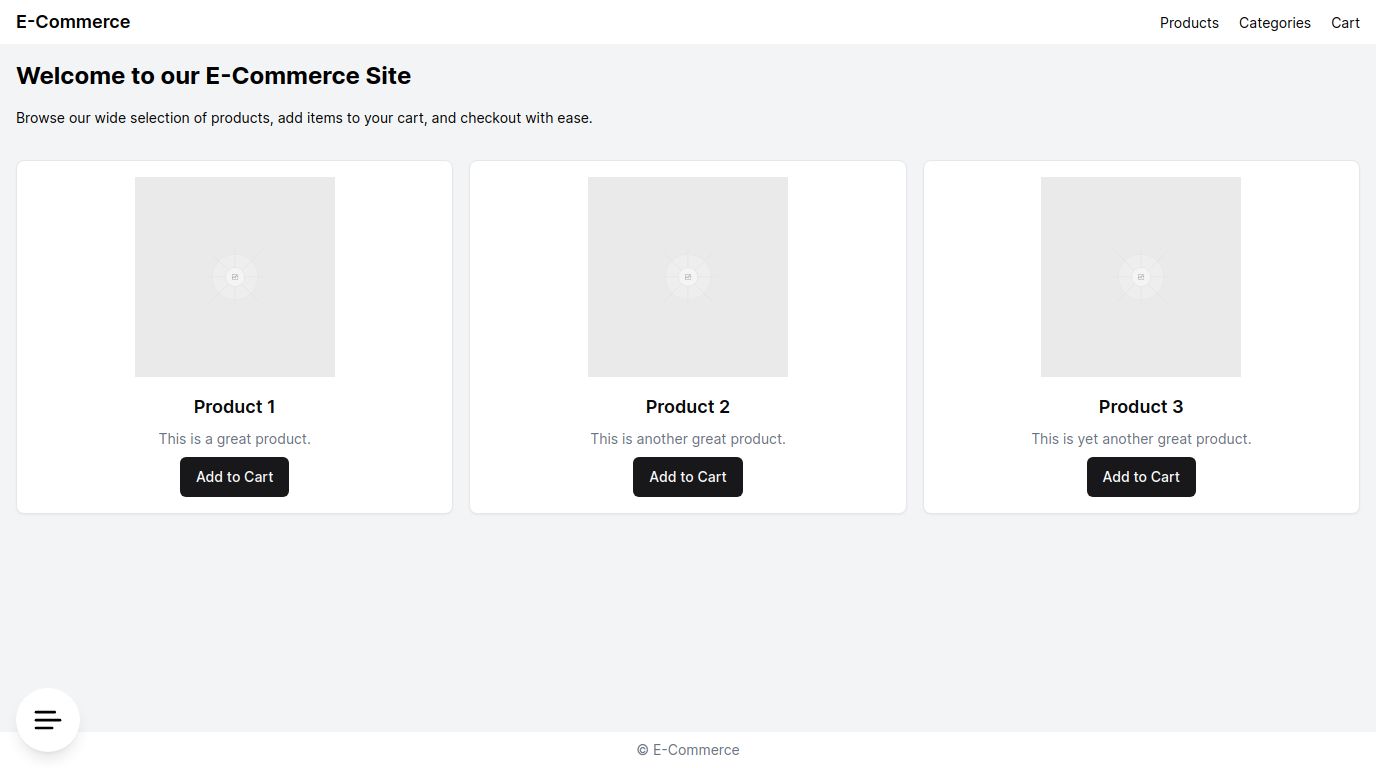 E-Commerce
Products Categories Cart
Welcome to our E-Commerce Site
Browse our wide selection of products, add items to your cart, and checkout with ease.
Product 1
This is a great product.
Add to Cart
Product 2
This is another great product.
Add to Cart
Product 3
This is yet another great product.
Add to Cart
© E-Commerce